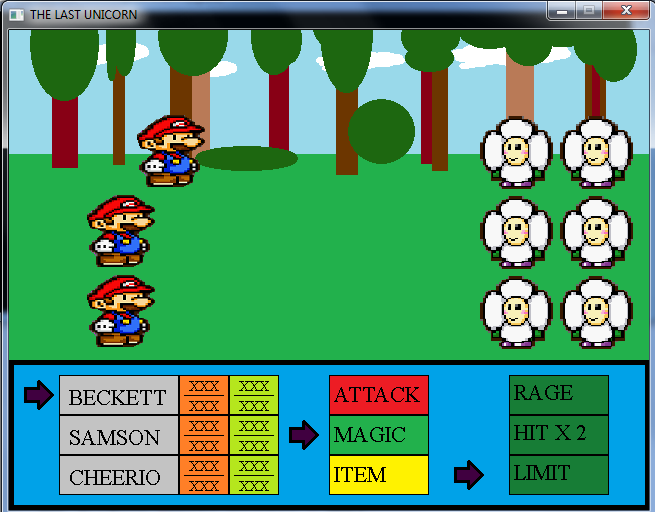 THE LAST UNICORN
BECKETT XXX XXX ATTACK RAGE
XXX XXX
SAMSON XXX XXX MAGIC HIT X 2
XXX XXX
CHEERIO XXX XXX ITEM LIMIT
XXX XXX